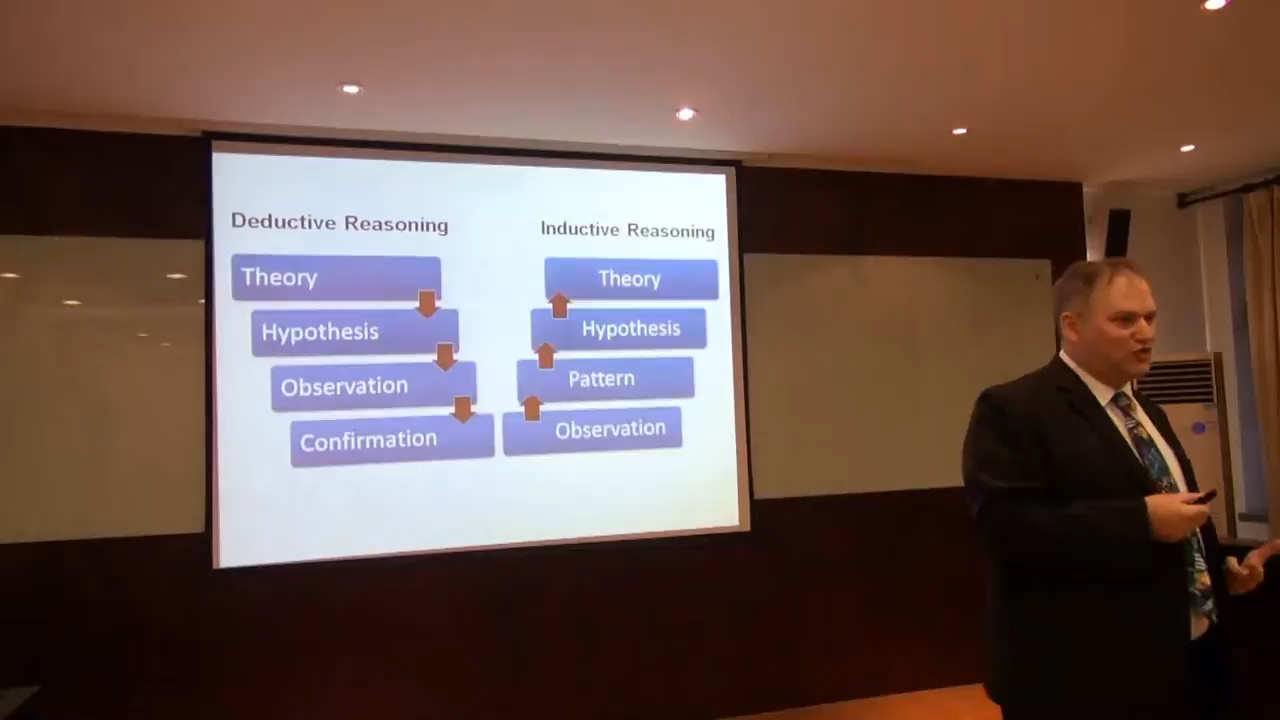 Deductive Reasoning
Theory
Hypothesis
Observation
Confirmation
Inductive Reasoning
Theory
Hypothesis
Pattern
Observation